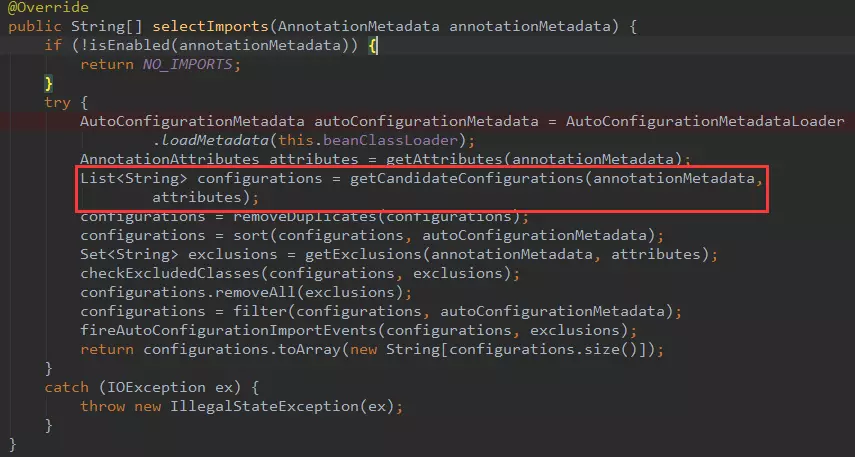 @Override
public String[] selectImports(AnnotationMetadata annotationMetadata) {
if (!isEnabled(annotationMetadata)) {
return NO_IMPORTS;
}
try {
AutoConfigurationMetadata autoConfigurationMetadata = AutoConfigurationMetadataLoader
.loadMetadata(this.beanClassLoader);
AnnotationAttributes attributes = getAttributes(annotationMetadata);
List<String> configurations = getCandidateConfigurations(annotationMetadata,
attributes);
configurations = removeDuplicates(configurations);
configurations = sort(configurations, autoConfigurationMetadata);
Set<String> exclusions = getExclusions(annotationMetadata, attributes);
checkExcludedClasses(configurations, exclusions);
configurations.removeAll(exclusions);
configurations = filter(configurations, autoConfigurationMetadata);
fireAutoConfigurationImportEvents(configurations, exclusions);
return configurations.toArray(new String[configurations.size()]);
}
catch (IOException ex) {
throw new IllegalStateException(ex);
}
}